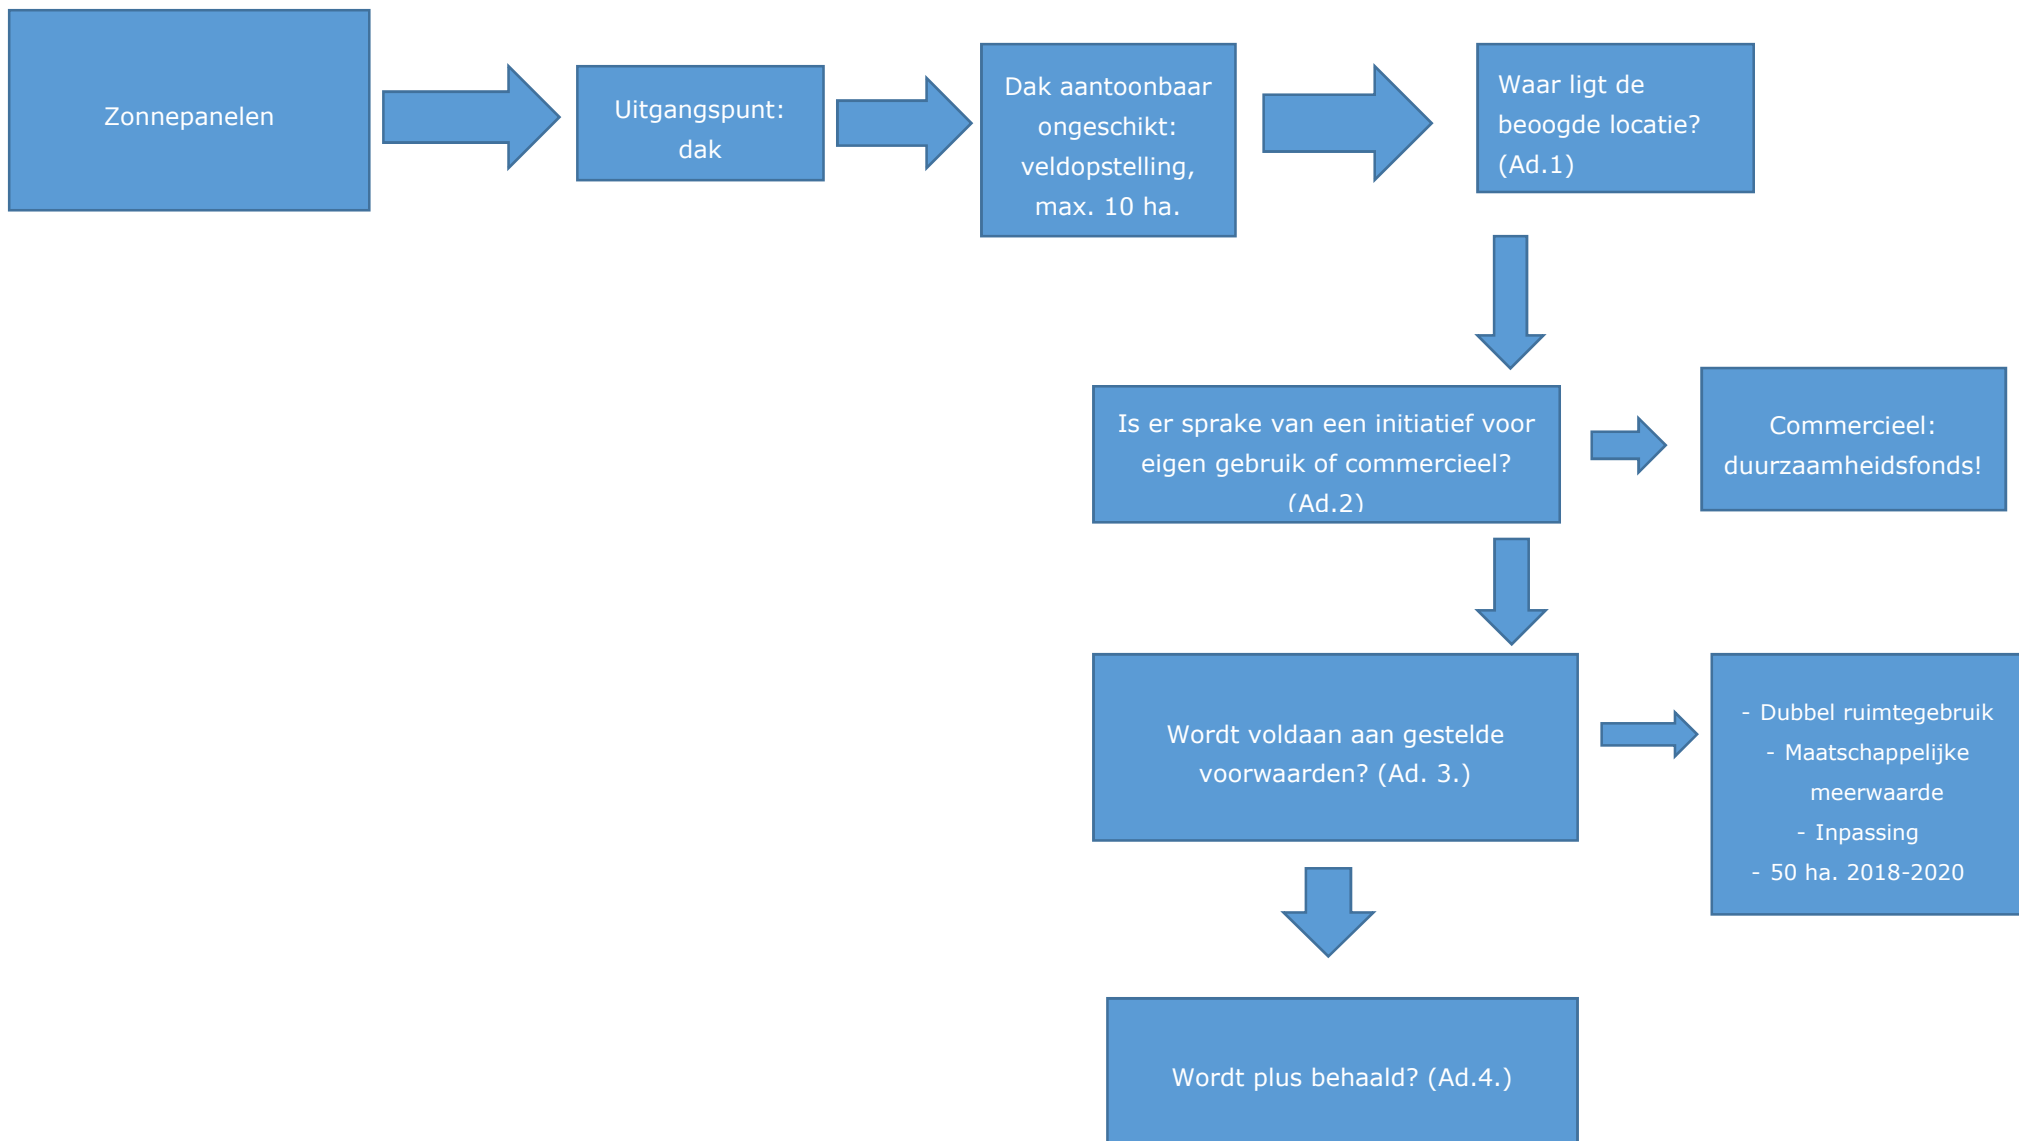 Zonnepanelen
Uitgangspunt:
dak
Dak aantoonbaar
ongeschikt:
veldopstelling,
max. 10 ha.
Waar ligt de
beoogde locatie?
(Ad.1)
Is er sprake van een initiatief voor
eigen gebruik of commercieel?
(Ad.2)
Commercieel:
duurzaamheidsfonds!
Wordt voldaan aan gestelde
voorwaarden? (Ad. 3.)
- Dubbel ruimtegebruik
- Maatschappelijke
meerwaarde
- Inpassing
- 50 ha. 2018-2020
Wordt plus behaald? (Ad.4.)